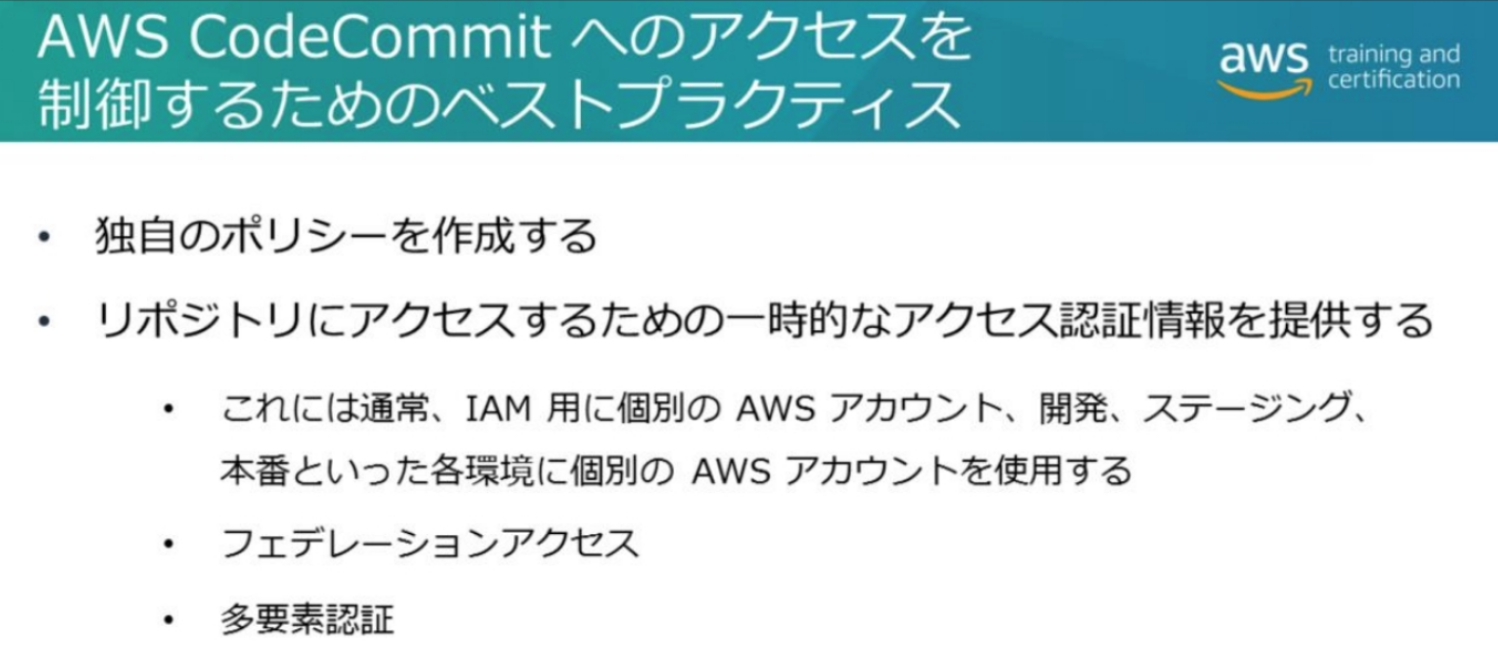 AWS CodeCommit へのアクセスを
制御するためのベストプラクティス
aws training and
certification
• 独自のポリシーを作成する
• リポジトリにアクセスするための一時的なアクセス認証情報を提供する
• これには通常、IAM 用に個別の AWS アカウント、開発、ステージング、
本番といった各環境に個別の AWS アカウントを使用する
• フェデレーションアクセス
• 多要素認証